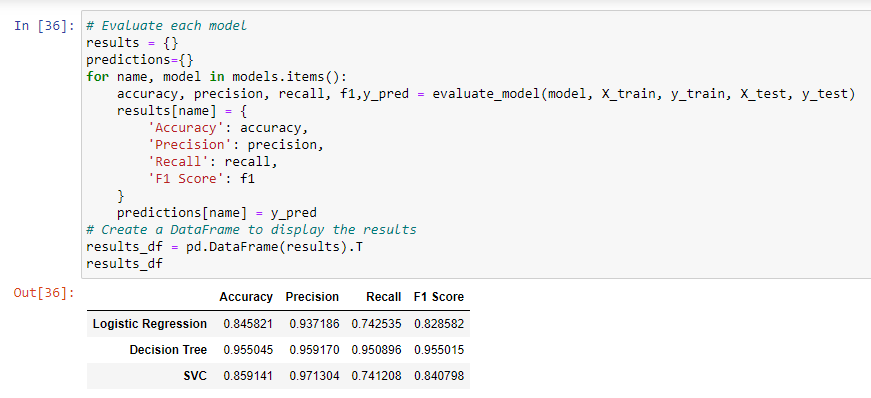 In [36]: # Evaluate each model
results = {}
predictions={}
for name, model in models.items():
    accuracy, precision, recall, f1,y_pred = evaluate_model(model, X_train, y_train, X_test, y_test)
    results[name] = {
        'Accuracy': accuracy,
        'Precision': precision,
        'Recall': recall,
        'F1 Score': f1
    }
    predictions[name] = y_pred
# Create a DataFrame to display the results
results_df = pd.DataFrame(results).T
results_df
Out[36]:
Accuracy Precision Recall F1 Score
Logistic Regression 0.845821 0.937186 0.742535 0.828582
Decision Tree 0.955045 0.959170 0.950896 0.955015
SVC 0.859141 0.971304 0.741208 0.840798